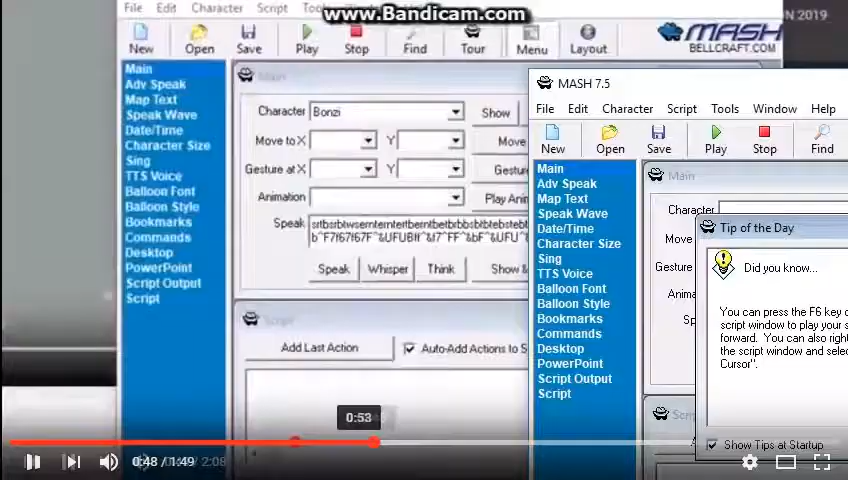 www.Bandicam.com
File Edit Character Script
JUN 2019
New Open Save Play Stop Find Tour Menu Layout
MASH
BELLCRAFT.COM
Main
Adv Speak
Map Text
Speak Wave
Date/Time
Character Size
Sing
TTS Voice
Balloon Font
Balloon Style
Bookmarks
Commands
Desktop
PowerPoint
Script Output
Script
Main
Character Bonzi Show
Move to X Y Move
Gesture at X Y Gestu
Animation Play Anim
Speak
Speak Whisper Think Show &
Script
Add Last Action Auto-Add Actions to S
MASH 7.5
File Edit Character Script Tools Window Help
New Open Save Play Stop Find
Main
Adv Speak
Map Text
Speak Wave
Date/Time
Character Size
Sing
TTS Voice
Balloon Font
Balloon Style
Bookmarks
Commands
Desktop
PowerPoint
Script Output
Script
Main
Character
Move
Gesture
Anima
Sp
Tip of the Day
Did you know...
You can press the F6 key o
script window to play your s
forward. You can also right
the script window and selec
Cursor".
Show Tips at Startup
0:53
0:48 / 1:49
2:08